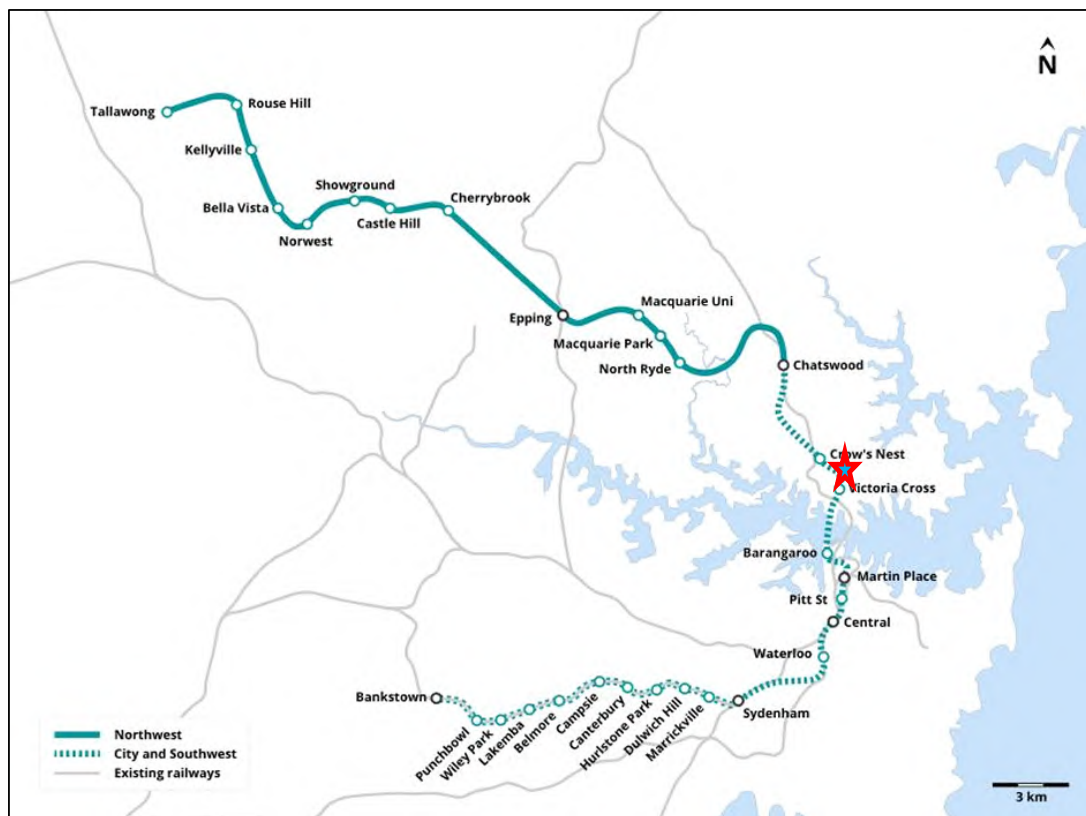 N
Tallawong
Rouse Hill
Kellyville
Showground
Cherrybrook
Bella Vista
Castle Hill
Norwest
Macquarie Uni
Epping
Macquarie Park
North Ryde
Chatswood
Crow's Nest
Victoria Cross
Barangaroo
Martin Place
Pitt St
Central
Waterloo
Bankstown
Sydenham
Punchbowl
Wiley Park
Lakemba
Belmore
Campsie
Canterbury
Hurlstone Park
Dulwich Hill
Marrickville
Northwest
City and Southwest
Existing railways
3 km